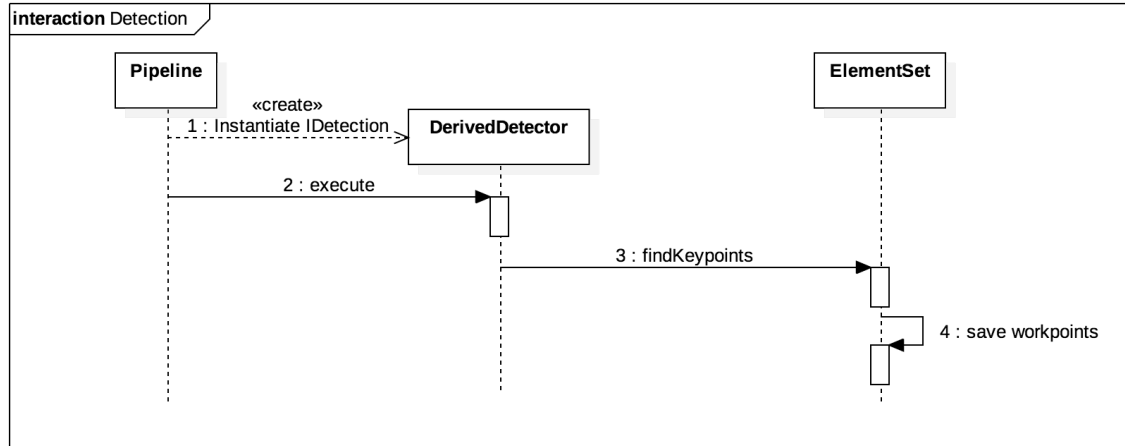 interaction Detection
Pipeline
ElementSet
«create»
1 : Instantiate IDetection
DerivedDetector
2 : execute
3 : findKeypoints
4 : save workpoints